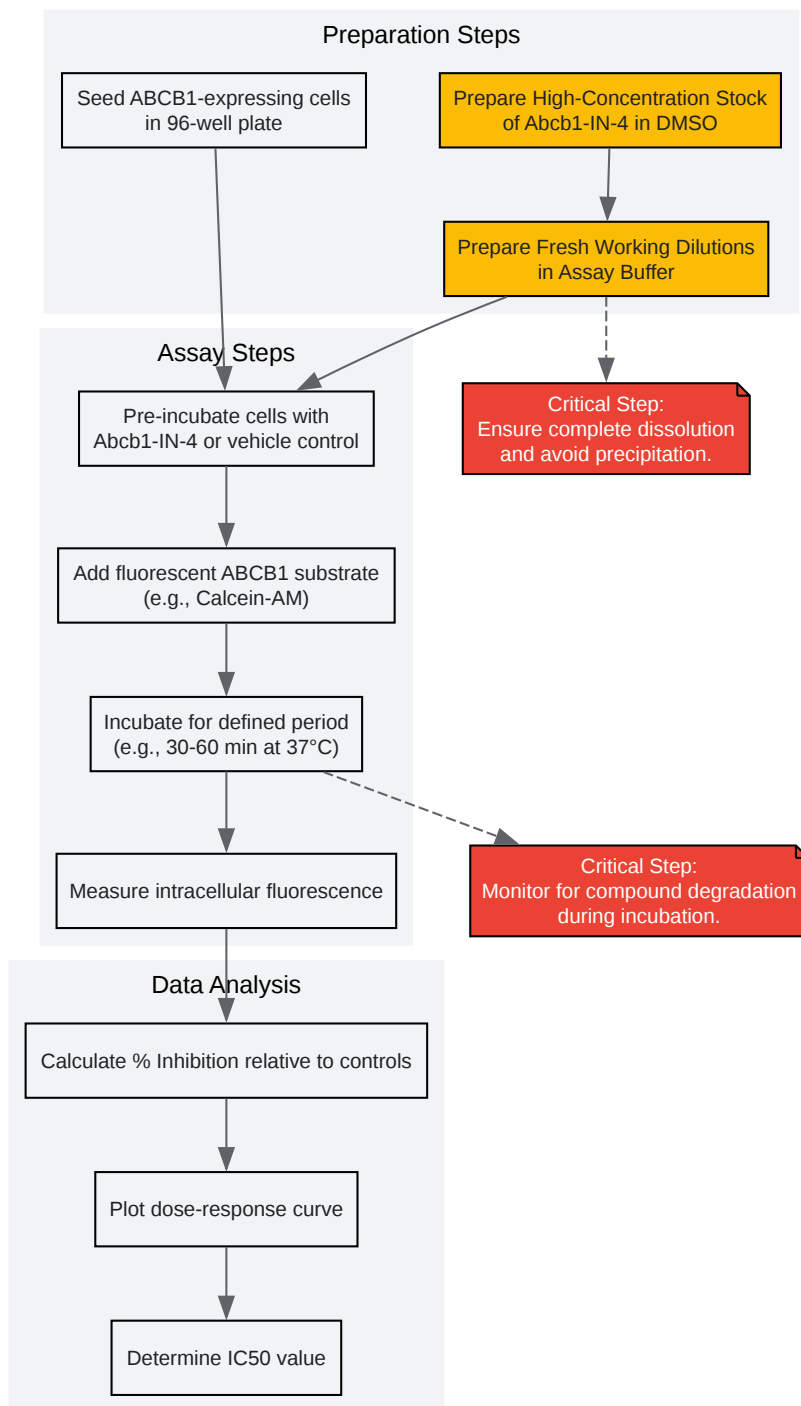 Preparation Steps
Seed ABCB1-expressing cells
in 96-well plate
Prepare High-Concentration Stock
of Abcb1-IN-4 in DMSO
Prepare Fresh Working Dilutions
in Assay Buffer
Assay Steps
Pre-incubate cells with
Abcb1-IN-4 or vehicle control
Critical Step:
Ensure complete dissolution
and avoid precipitation.
Add fluorescent ABCB1 substrate
(e.g., Calcein-AM)
Incubate for defined period
(e.g., 30-60 min at 37°C)
Measure intracellular fluorescence
Critical Step:
Monitor for compound degradation
during incubation.
Data Analysis
Calculate % Inhibition relative to controls
Plot dose-response curve
Determine IC50 value